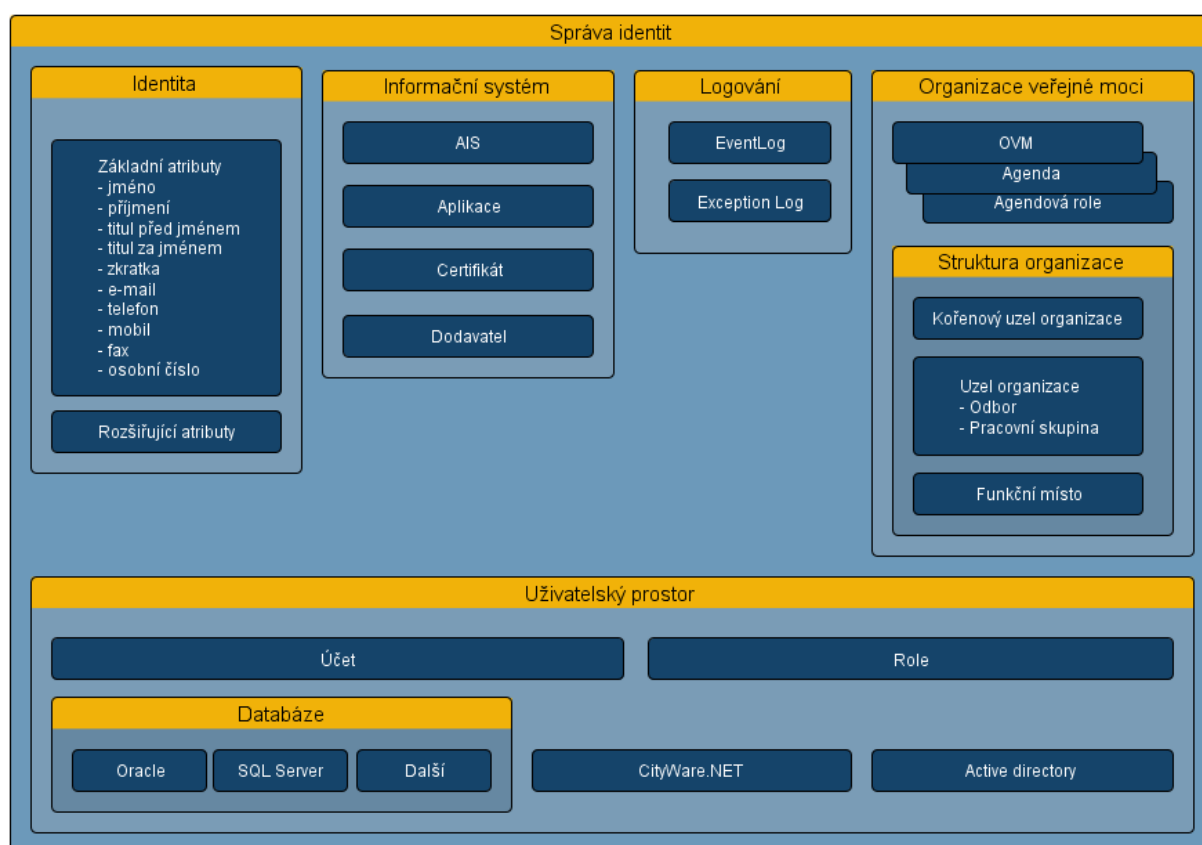 Správa identit
Identita
Základní atributy
- jméno
- příjmení
- titul před jménem
- titul za jménem
- zkratka
- e-mail
- telefon
- mobil
- fax
- osobní číslo
Rozšiřující atributy
Informační systém
AIS
Aplikace
Certifikát
Dodavatel
Logování
EventLog
Exception Log
Organizace veřejné moci
OVM
Agenda
Agendová role
Struktura organizace
Kořenový uzel organizace
Uzel organizace
- Odbor
- Pracovní skupina
Funkční místo
Uživatelský prostor
Účet
Role
Databáze
Oracle
SQL Server
Další
CityWare.NET
Active directory